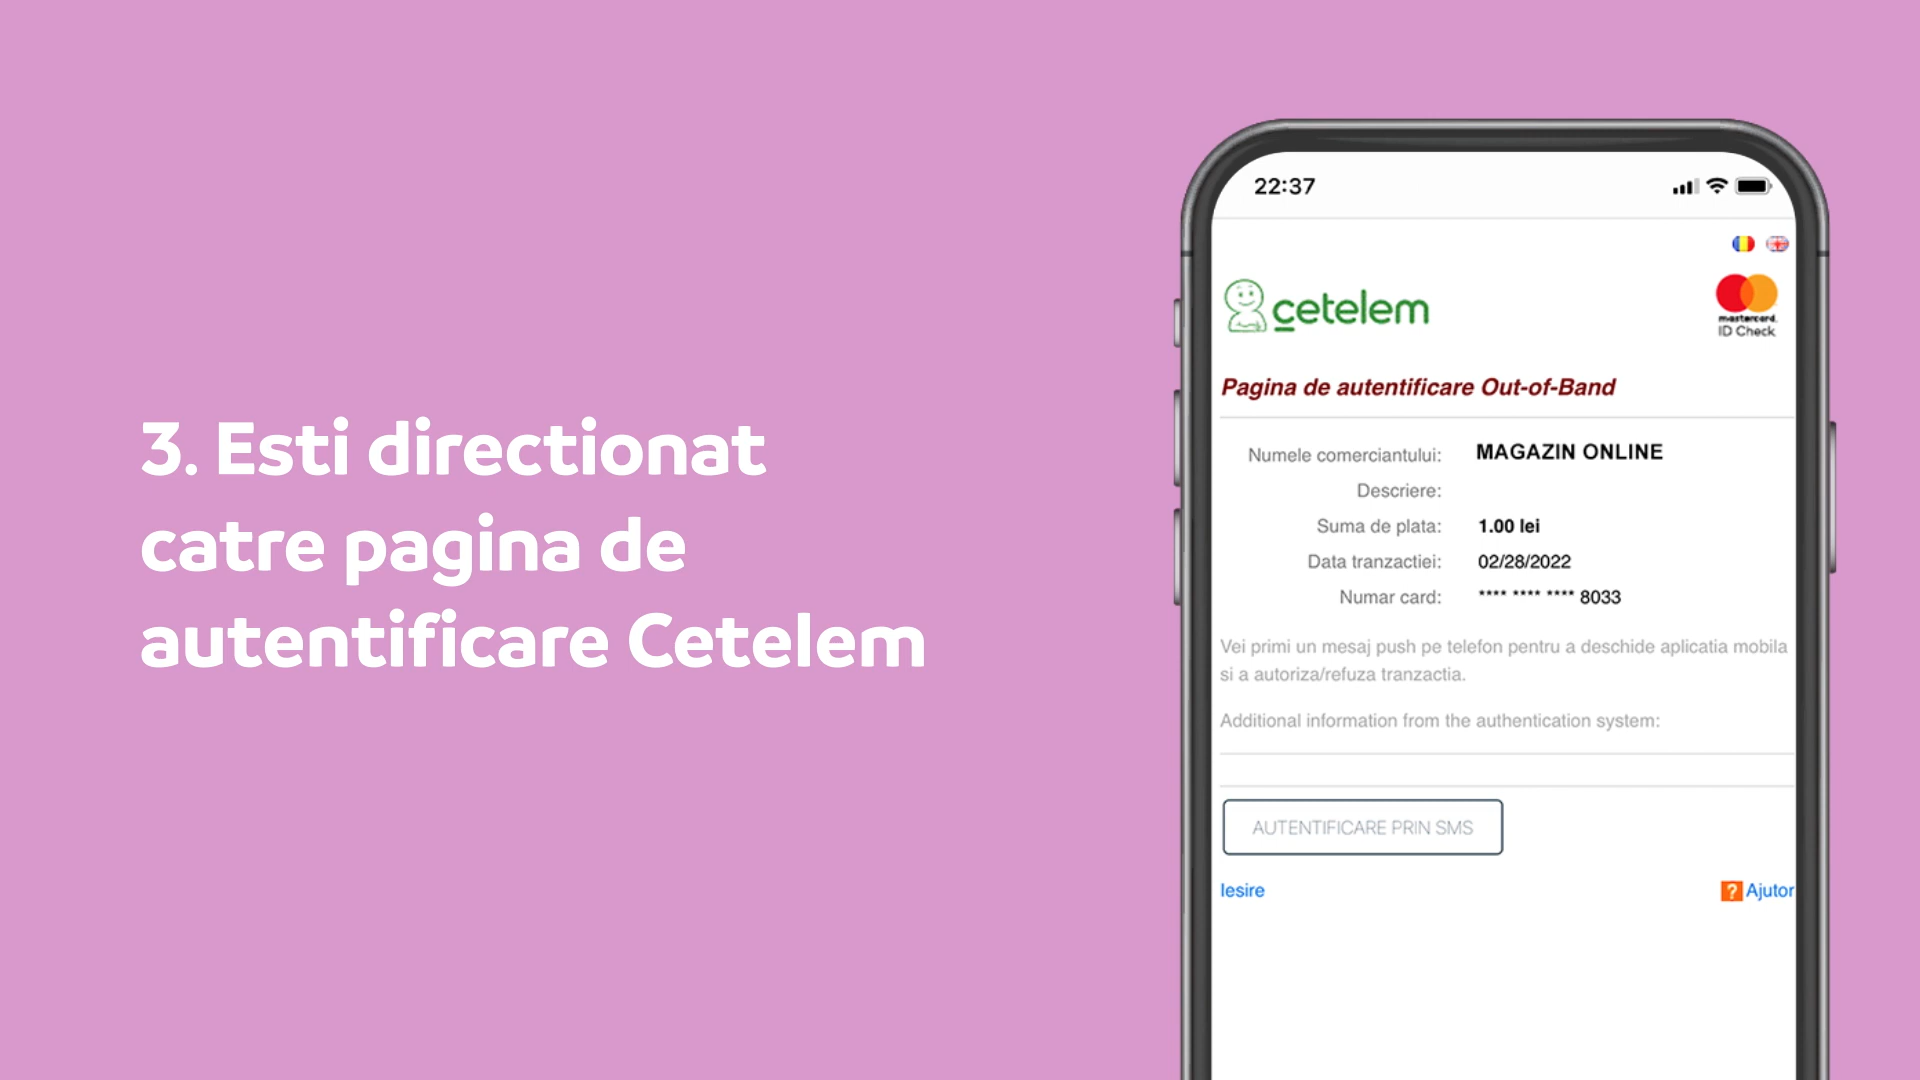 3. Esti directionat
catre pagina de
autentificare Cetelem
22:37
cetelem
mastercard.
ID Check
Pagina de autentificare Out-of-Band
Numele comerciantului: MAGAZIN ONLINE
Descriere:
Suma de plata: 1.00 lei
Data tranzactiei: 02/28/2022
Numar card: **** **** **** 8033
Vei primi un mesaj push pe telefon pentru a deschide aplicatia mobila
si a autoriza/refuza tranzactia.
Additional information from the authentication system:
AUTENTIFICARE PRIN SMS
Iesire
? Ajutor